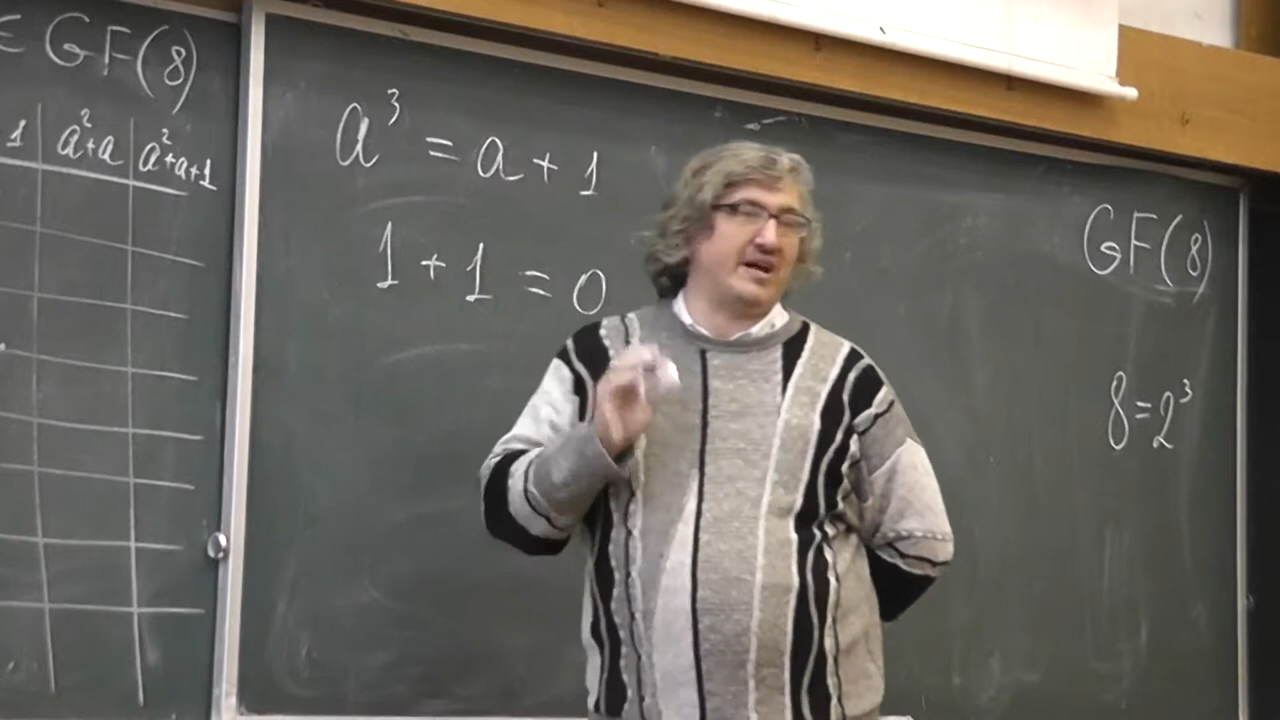 ∈ GF(8)
1 | a²+a | a²+a+1
a³ = a + 1
1 + 1 = 0
GF(8)
8=2³